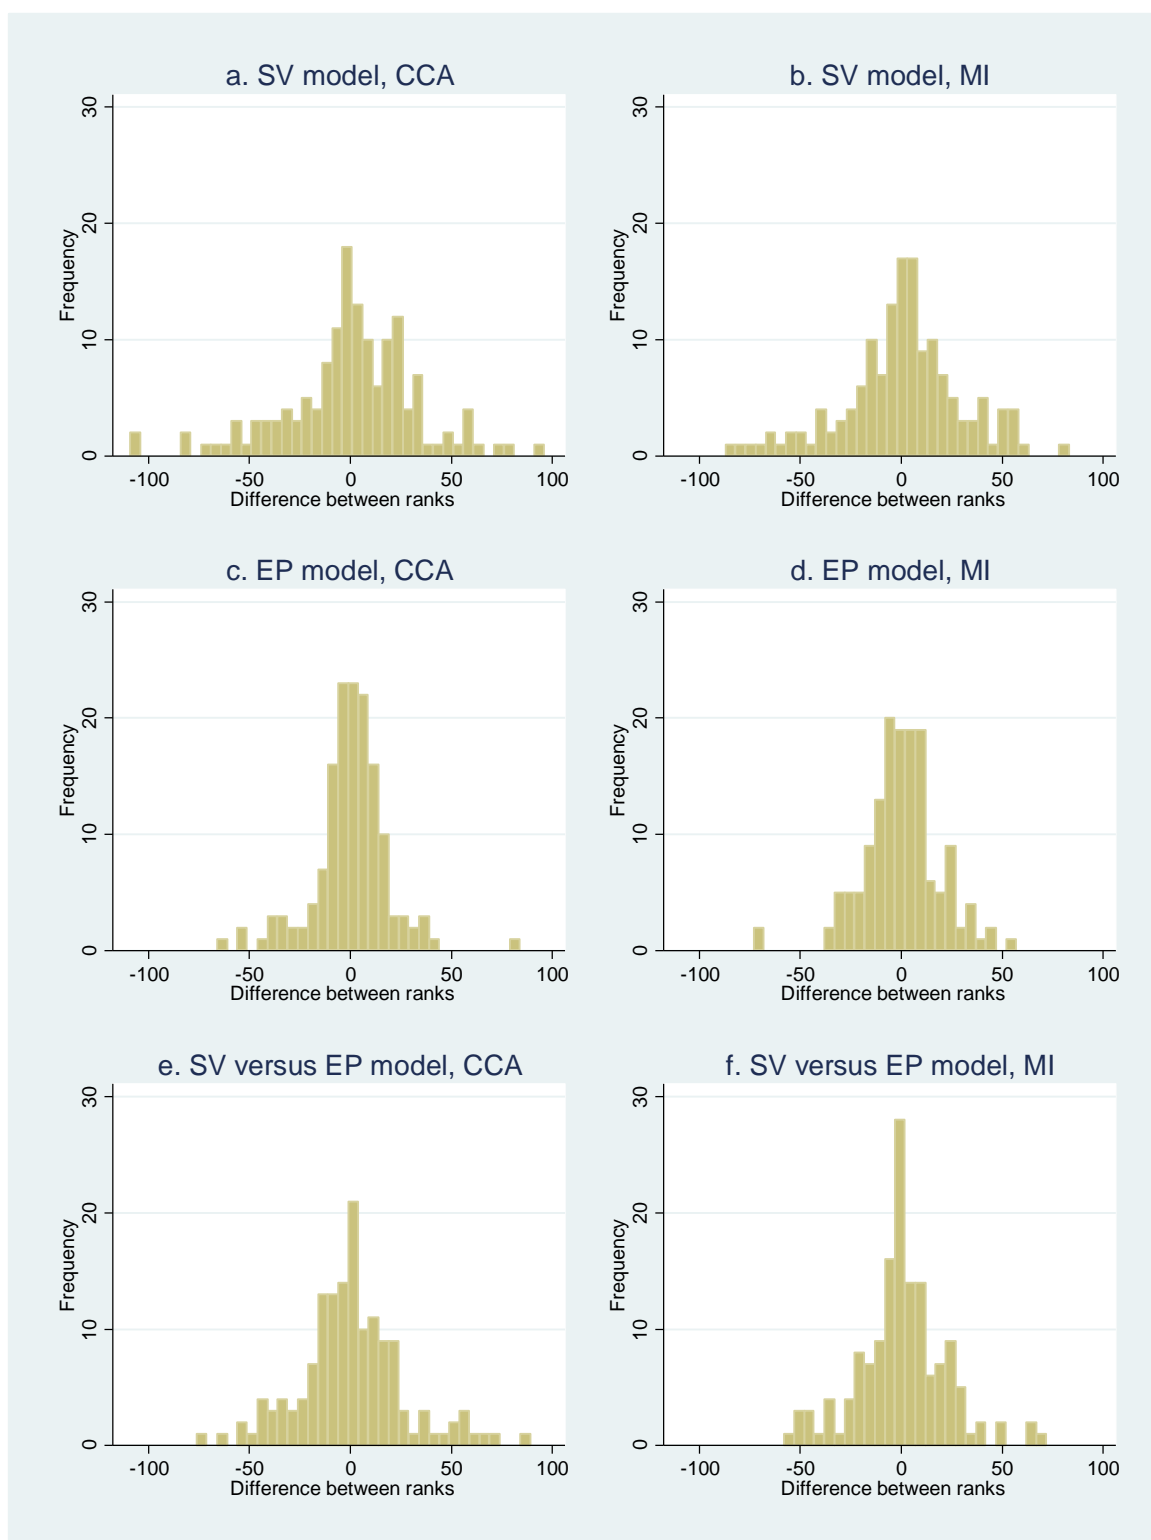 a. SV model, CCA
b. SV model, MI
Frequency
0 10 20 30
-100 -50 0 50 100
Difference between ranks
Frequency
0 10 20 30
-100 -50 0 50 100
Difference between ranks
c. EP model, CCA
d. EP model, MI
Frequency
0 10 20 30
-100 -50 0 50 100
Difference between ranks
Frequency
0 10 20 30
-100 -50 0 50 100
Difference between ranks
e. SV versus EP model, CCA
f. SV versus EP model, MI
Frequency
0 10 20 30
-100 -50 0 50 100
Difference between ranks
Frequency
0 10 20 30
-100 -50 0 50 100
Difference between ranks